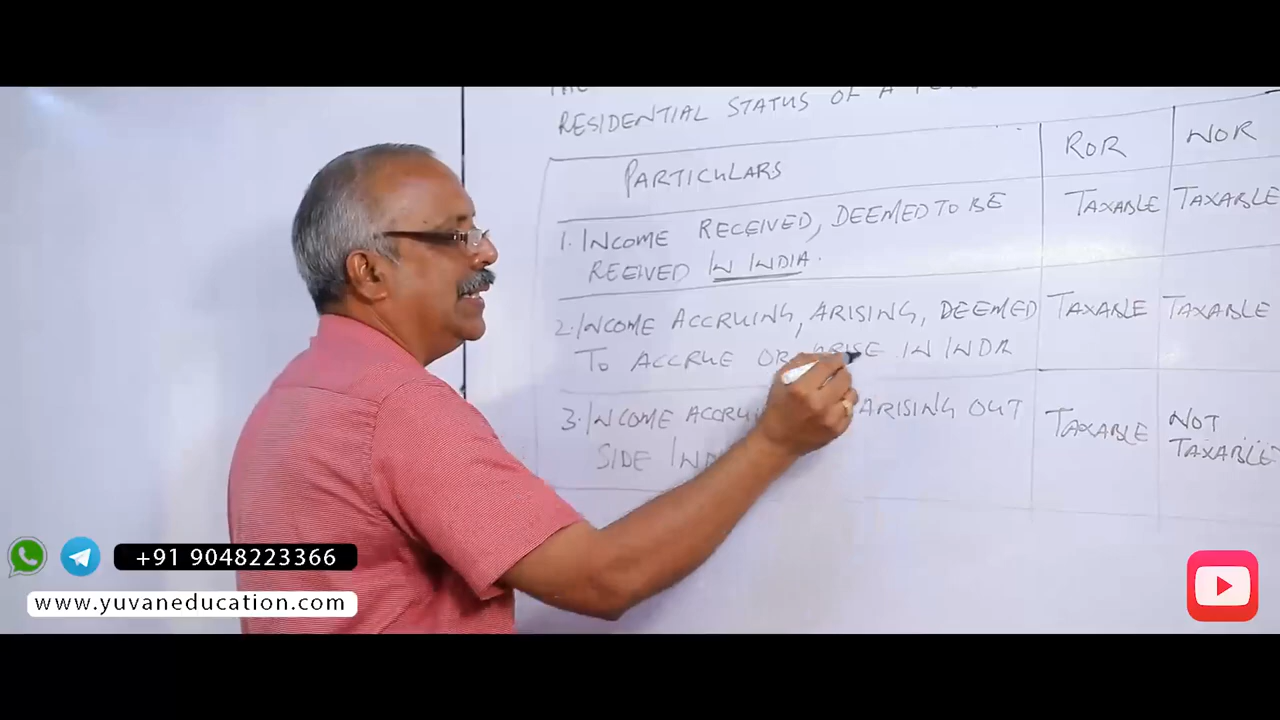 RESIDENTIAL STATUS OF A
PARTICULARS ROR NOR
1. INCOME RECEIVED, DEEMED TO BE TAXABLE TAXABLE
REEIVED IN INDIA.
2. INCOME ACCRUING, ARISING, DEEMED TAXABLE TAXABLE
TO ACCRUE OR ARISE IN INDIA
3. INCOME ARISING OUT TAXABLE NOT TAXABLE
SIDE
+91 9048223366
www.yuvaneducation.com